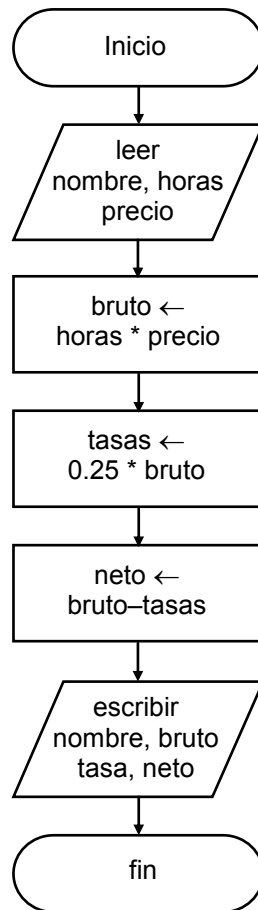 Inicio
leer
nombre, horas
precio
bruto ←
horas * precio
tasas ←
0.25 * bruto
neto ←
bruto–tasas
escribir
nombre, bruto
tasa, neto
fin